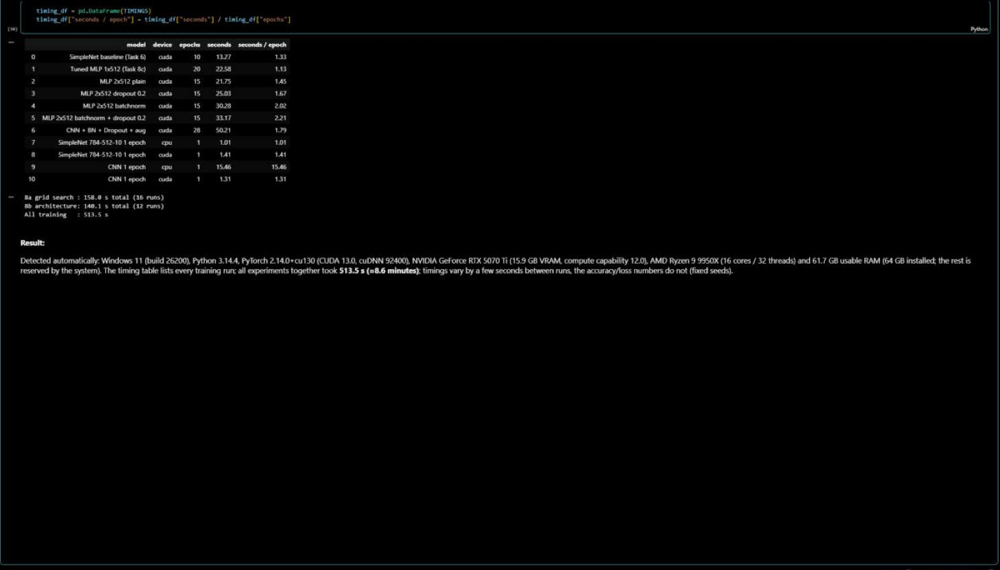 timing_df = pd.DataFrame(TIMINGS)
timing_df["seconds / epoch"] = timing_df["seconds"] / timing_df["epochs"]
[30]
Python
model device epochs seconds seconds / epoch
0 SimpleNet baseline (Task 6) cuda 10 13.27 1.33
1 Tuned MLP 1x512 (Task 8c) cuda 20 22.58 1.13
2 MLP 2x512 plain cuda 15 21.75 1.45
3 MLP 2x512 dropout 0.2 cuda 15 25.03 1.67
4 MLP 2x512 batchnorm cuda 15 30.28 2.02
5 MLP 2x512 batchnorm + dropout 0.2 cuda 15 33.17 2.21
6 CNN + BN + Dropout + aug cuda 28 50.21 1.79
7 SimpleNet 784-512-10 1 epoch cpu 1 1.01 1.01
8 SimpleNet 784-512-10 1 epoch cuda 1 1.41 1.41
9 CNN 1 epoch cpu 1 15.46 15.46
10 CNN 1 epoch cuda 1 1.31 1.31
8a grid search : 158.0 s total (16 runs)
8b architecture: 140.1 s total (12 runs)
All training   : 513.5 s
Result:
Detected automatically: Windows 11 (build 26200), Python 3.14.4, PyTorch 2.14.0+cu130 (CUDA 13.0, cuDNN 92400), NVIDIA GeForce RTX 5070 Ti (15.9 GB VRAM, compute capability 12.0), AMD Ryzen 9 9950X (16 cores / 32 threads) and 61.7 GB usable RAM (64 GB installed; the rest is
reserved by the system). The timing table lists every training run; all experiments together took 513.5 s (≈8.6 minutes); timings vary by a few seconds between runs, the accuracy/loss numbers do not (fixed seeds).